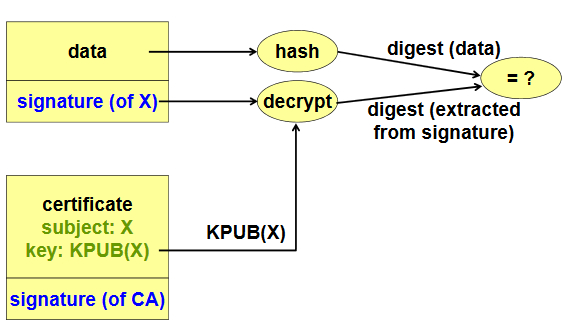 data
hash
digest (data)
= ?
signature (of X)
decrypt
digest (extracted
from signature)
certificate
subject: X
key: KPUB(X)
KPUB(X)
signature (of CA)